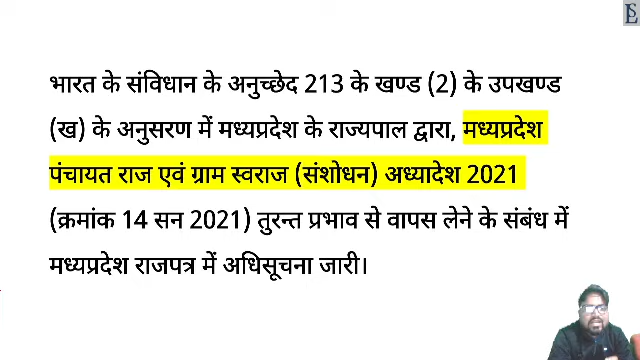 भारत के संविधान के अनुच्छेद 213 के खण्ड (2) के उपखण्ड
(ख) के अनुसरण में मध्यप्रदेश के राज्यपाल द्वारा, मध्यप्रदेश
पंचायत राज एवं ग्राम स्वराज (संशोधन) अध्यादेश 2021
(क्रमांक 14 सन 2021) तुरन्त प्रभाव से वापस लेने के संबंध में
मध्यप्रदेश राजपत्र में अधिसूचना जारी।